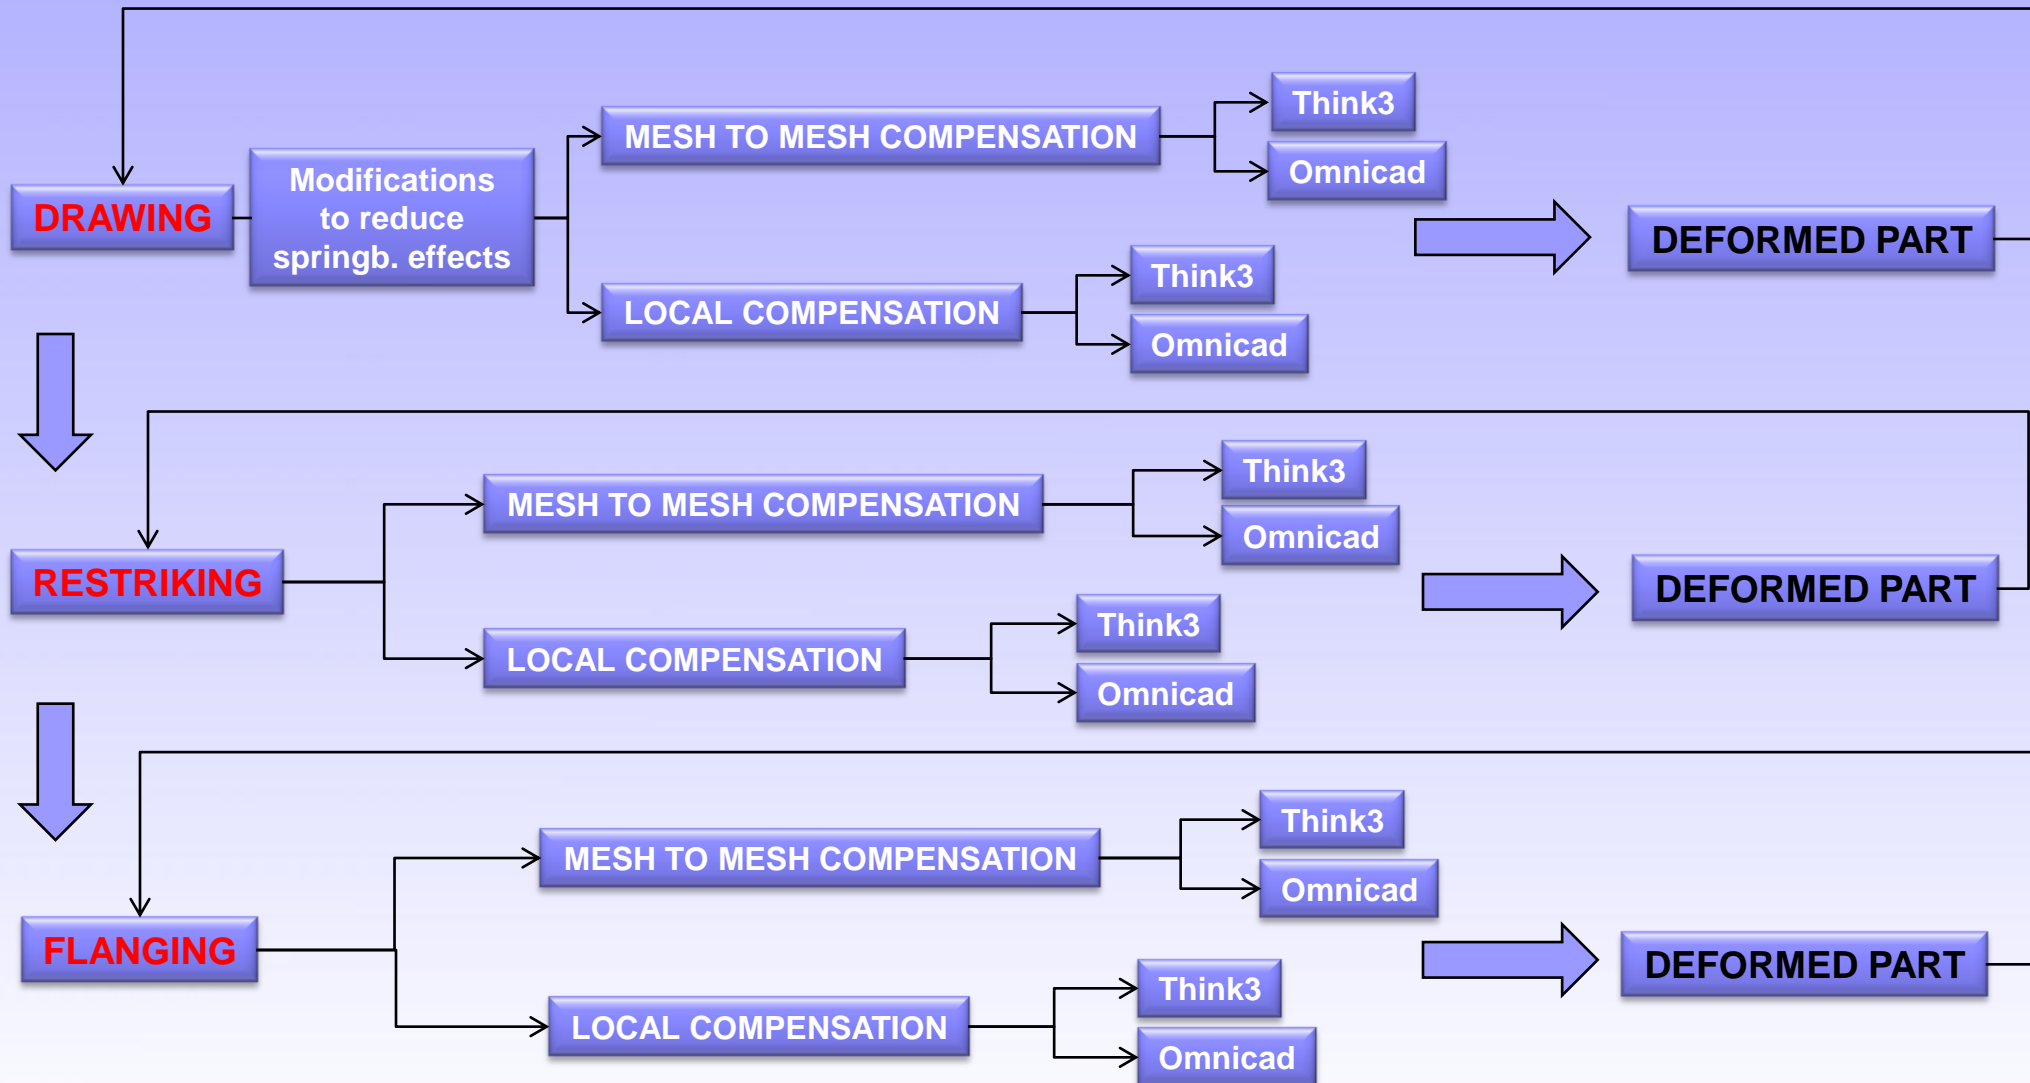 DRAWING
Modifications
to reduce
springb. effects
MESH TO MESH COMPENSATION
Think3
Omnicad
LOCAL COMPENSATION
Think3
Omnicad
DEFORMED PART
RESTRIKING
MESH TO MESH COMPENSATION
Think3
Omnicad
LOCAL COMPENSATION
Think3
Omnicad
DEFORMED PART
FLANGING
MESH TO MESH COMPENSATION
Think3
Omnicad
LOCAL COMPENSATION
Think3
Omnicad
DEFORMED PART